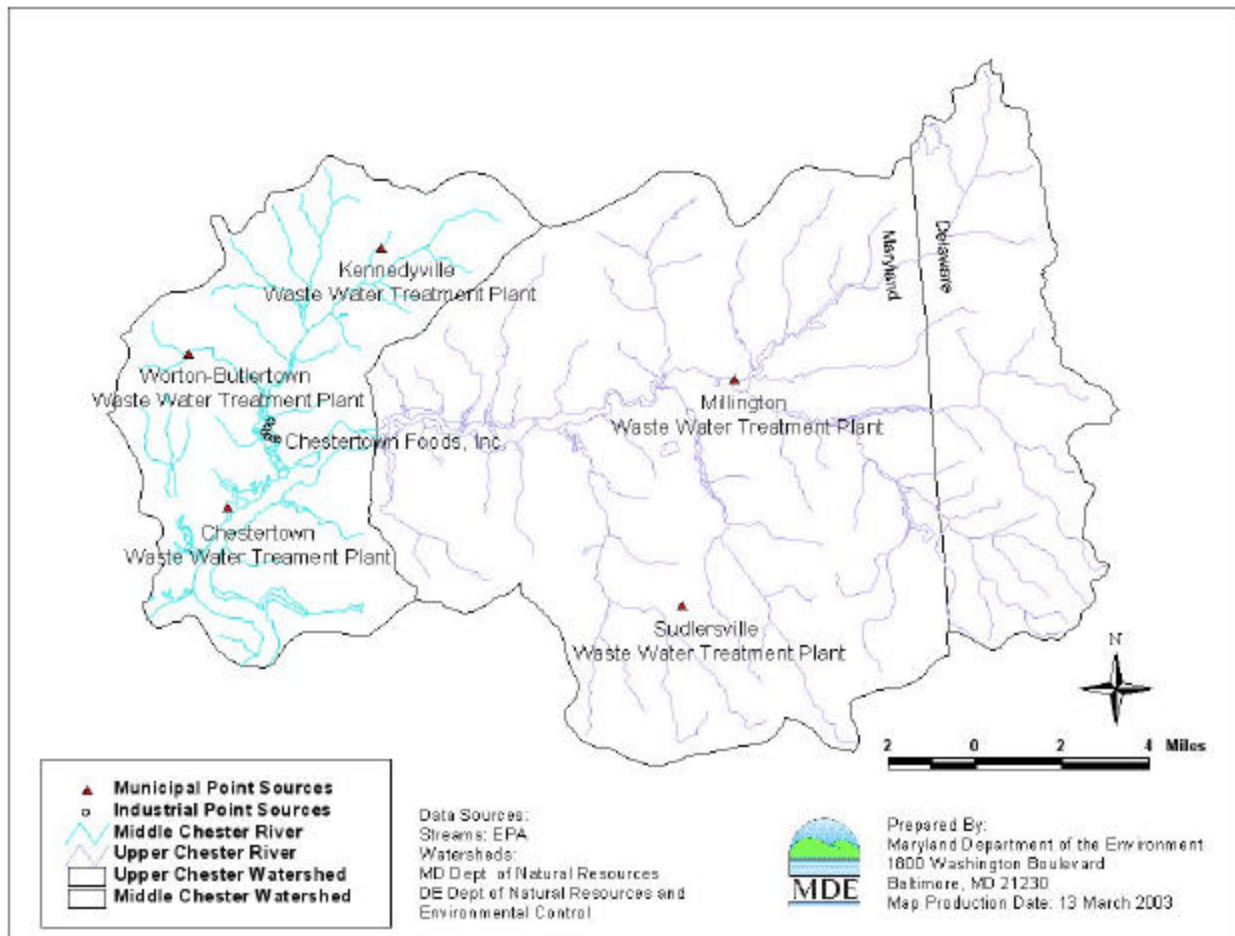 Kennedyville
Waste Water Treatment Plant
Maryland
Delaware
Worton-Butlertown
Waste Water Treatment Plant
Millington
Waste Water Treatment Plant
Chestertown Foods, Inc.
Chestertown
Waste Water Treament Plant
Sudlersville
Waste Water Treatment Plant
N
2 0 2 4 Miles
Municipal Point Sources
Industrial Point Sources
Middle Chester River
Upper Chester River
Upper Chester Watershed
Middle Chester Watershed
Data Sources:
Streams: EPA
Watersheds:
MD Dept of Natural Resources
DE Dept of Natural Resources and
Environmental Control
MDE
Prepared By:
Maryland Department of the Environment
1800 Washington Boulevard
Baltimore, MD 21230
Map Production Date: 13 March 2003